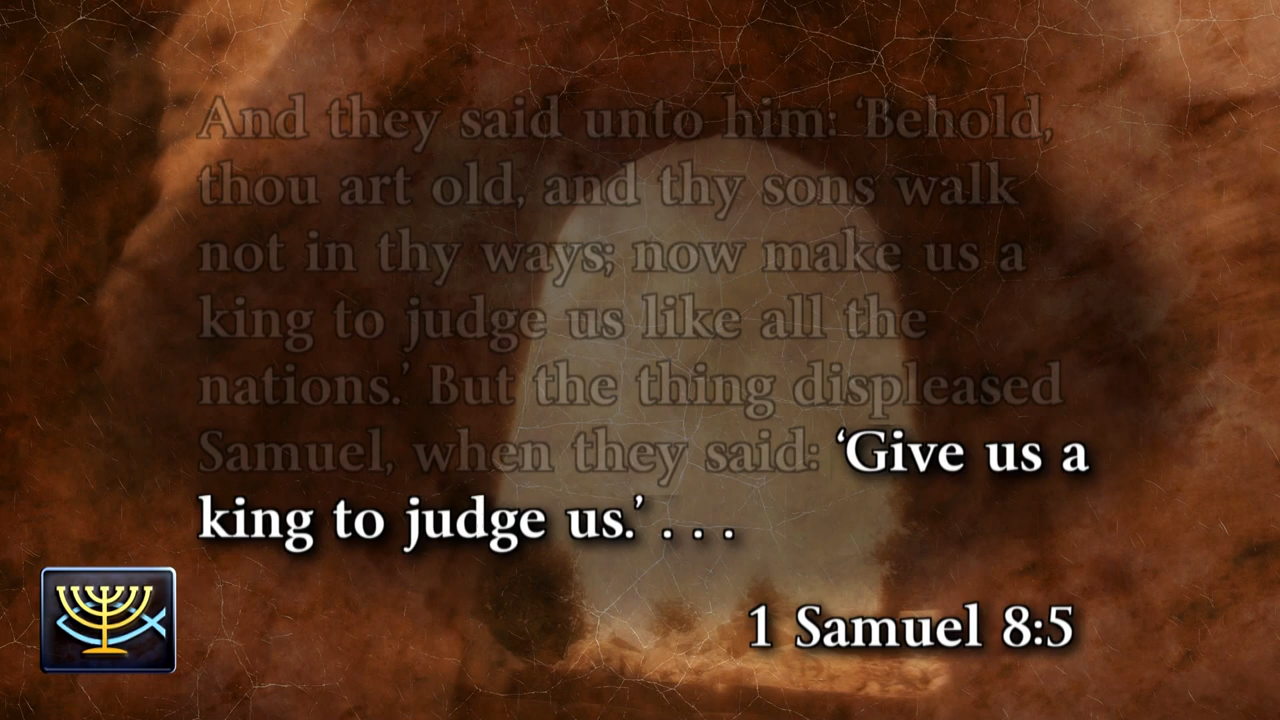 And they said unto him: ‘Behold,
thou art old, and thy sons walk
not in thy ways; now make us a
king to judge us like all the
nations.’ But the thing displeased
Samuel, when they said: ‘Give us a
king to judge us.’ . . .
1 Samuel 8:5